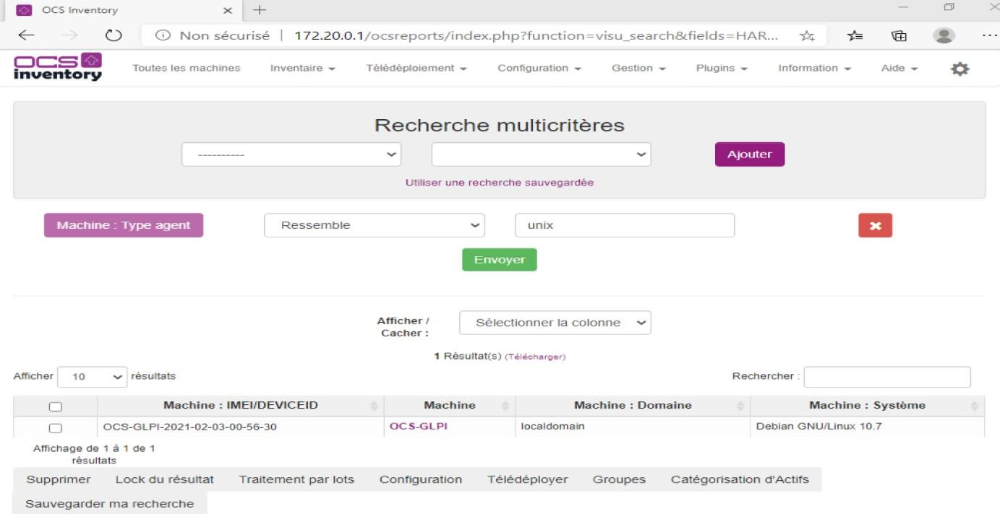 OCS Inventory
Non sécurisé | 172.20.0.1/ocsreports/index.php?function=visu_search&fields=HAR...
OCS inventory Toutes les machines Inventaire Télédéploiement Configuration Gestion Plugins Information Aide
Recherche multicritères
---------- Ajouter
Utiliser une recherche sauvegardée
Machine : Type agent Ressemble unix
Envoyer
Afficher /
Cacher : Sélectionner la colonne
1 Résultat(s) (Télécharger)
Afficher 10 résultats Rechercher :
Machine : IMEI/DEVICEID Machine Machine : Domaine Machine : Système
OCS-GLPI-2021-02-03-00-56-30 OCS-GLPI localdomain Debian GNU/Linux 10.7
Affichage de 1 à 1 de 1
résultats
Supprimer Lock du résultat Traitement par lots Configuration Télédéployer Groupes Catégorisation d'Actifs
Sauvegarder ma recherche